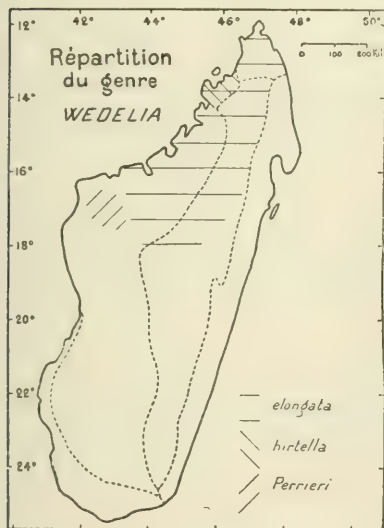 42° 44° 46° 48° 50°
12°
Répartition
du genre
WEDELIA
0 100 200 Kil
14°
16°
18°
20°
22°
24°
elongata
hirtella
Perrieri